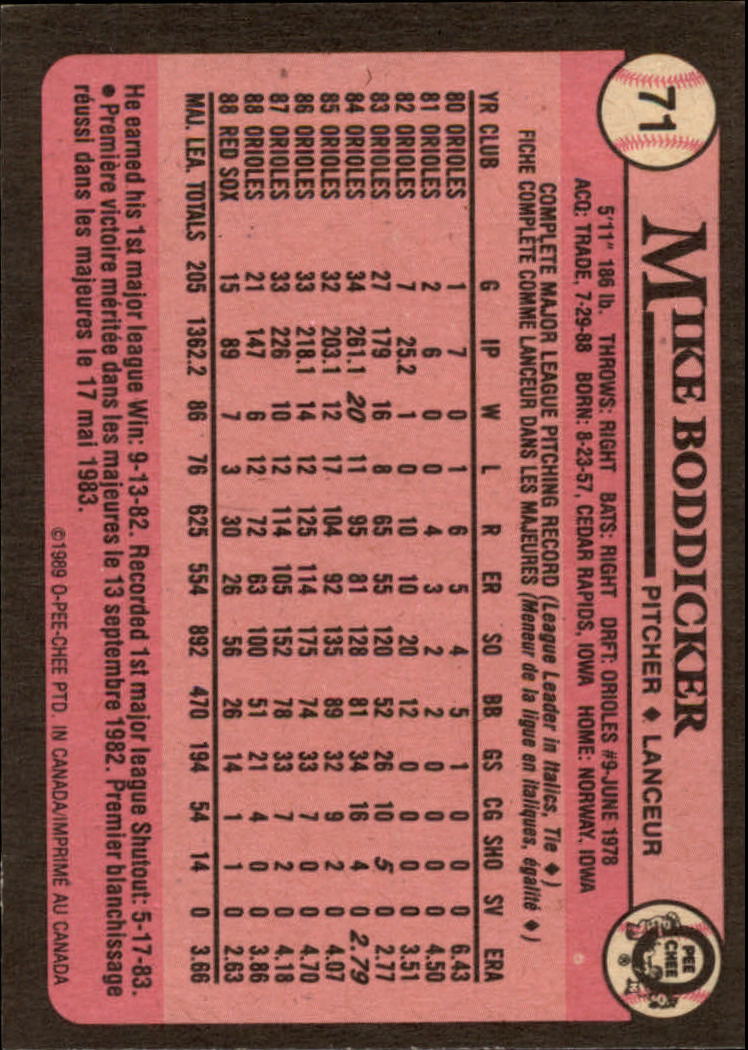 71
MIKE BODDICKER
PITCHER ♦ LANCEUR
O PEE CHEE ®
5'11" 186 lb. THROWS: RIGHT BATS: RIGHT DRFT: ORIOLES #9-JUNE 1978
ACQ: TRADE, 7-29-88 BORN: 8-23-57, CEDAR RAPIDS, IOWA HOME: NORWAY, IOWA
COMPLETE MAJOR LEAGUE PITCHING RECORD (League Leader in Italics, Tie ♦)
FICHE COMPLÈTE COMME LANCEUR DANS LES MAJEURES (Meneur de la ligue en italiques, égalité ♦)
YR CLUB G IP W L R ER SO BB GS CG SHO SV ERA
80 ORIOLES 1 7 0 1 6 5 4 5 1 0 0 0 6.43
81 ORIOLES 2 6 0 0 4 3 2 2 0 0 0 0 4.50
82 ORIOLES 7 25.2 1 0 10 10 20 12 0 0 0 0 3.51
83 ORIOLES 27 179 16 8 65 55 120 52 26 10 5 0 2.77
84 ORIOLES 34 261.1 20 11 95 81 128 81 34 16 4 0 2.79
85 ORIOLES 32 203.1 12 17 104 92 135 89 32 9 2 0 4.07
86 ORIOLES 33 218.1 14 12 125 114 175 74 33 7 0 0 4.70
87 ORIOLES 33 226 10 12 114 105 152 78 33 7 2 0 4.18
88 ORIOLES 21 147 6 12 72 63 100 51 21 4 0 0 3.86
88 RED SOX 15 89 7 3 30 26 56 26 14 1 1 0 2.63
MAJ. LEA. TOTALS 205 1362.2 86 76 625 554 892 470 194 54 14 0 3.66
He earned his 1st major league Win: 9-13-82. Recorded 1st major league Shutout: 5-17-83.
● Première victoire méritée dans les majeures le 13 septembre 1982. Premier blanchissage
réussi dans les majeures le 17 mai 1983.
©1989 O-PEE-CHEE PTD. IN CANADA/IMPRIMÉ AU CANADA